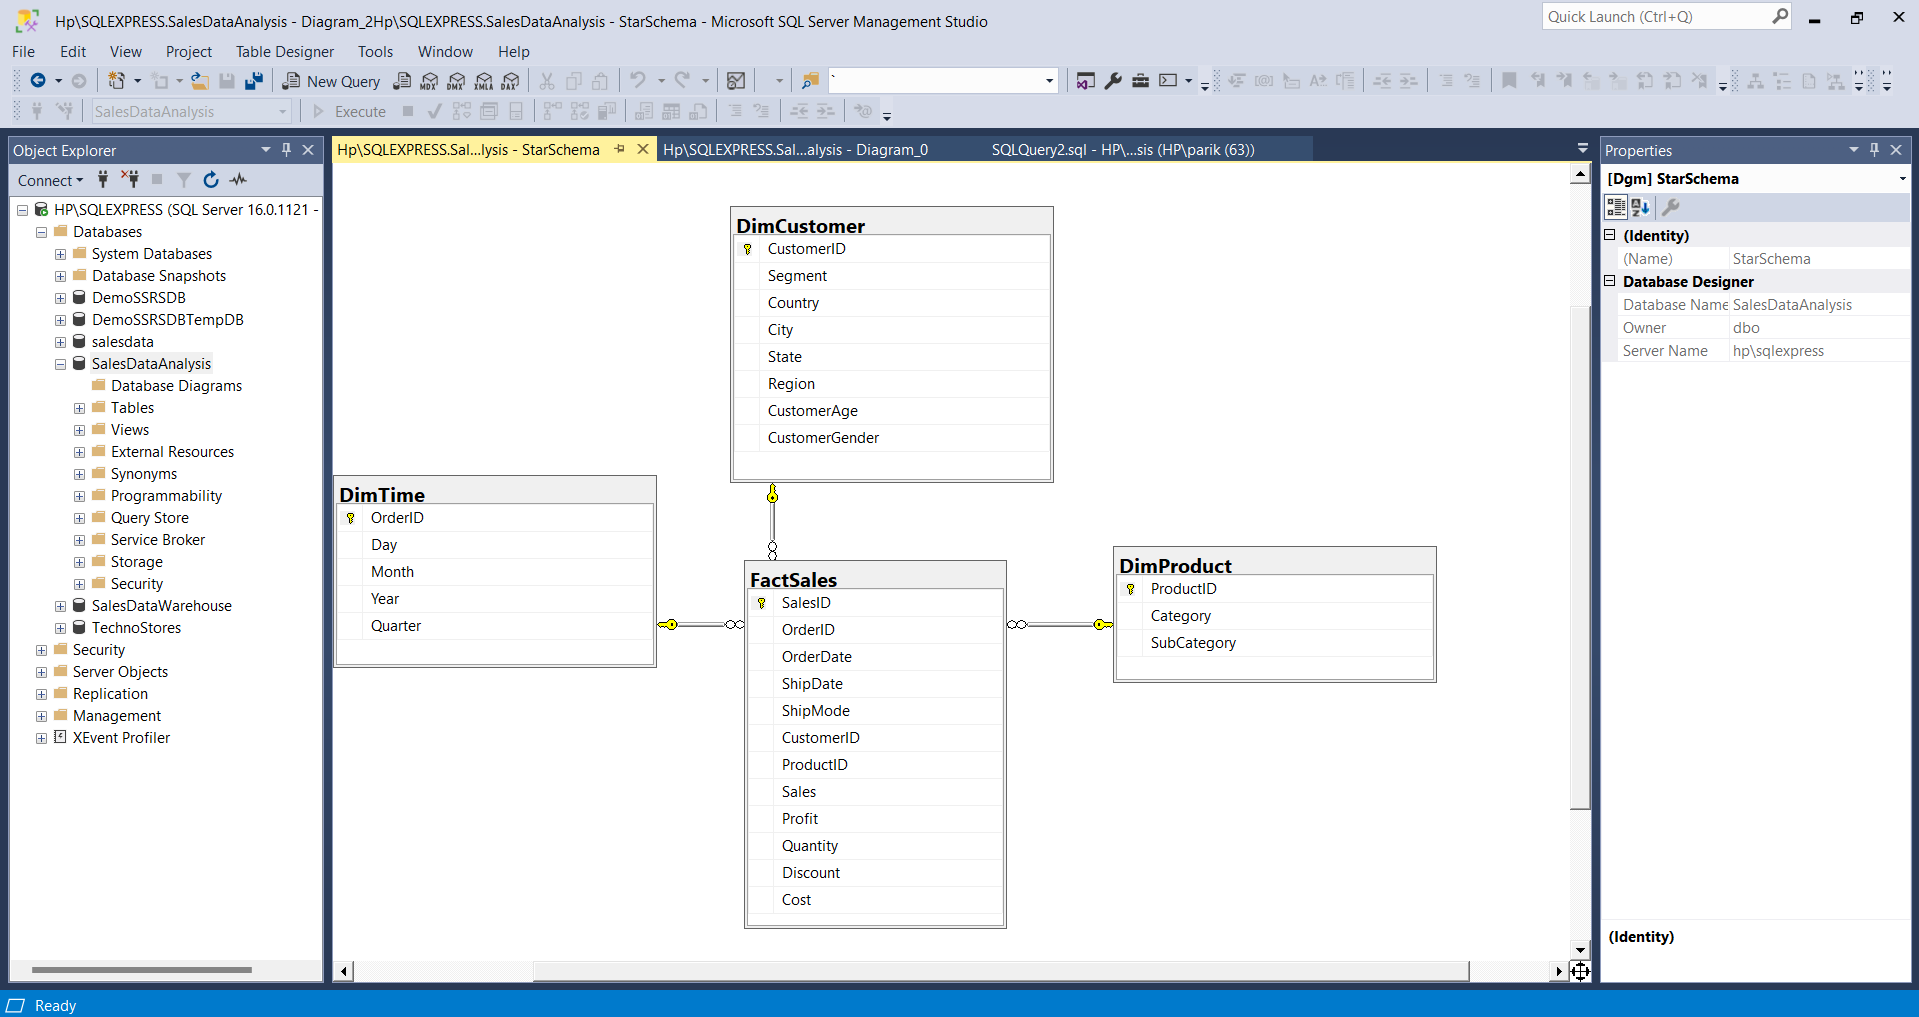 Hp\SQLEXPRESS.SalesDataAnalysis - Diagram_2Hp\SQLEXPRESS.SalesDataAnalysis - StarSchema - Microsoft SQL Server Management Studio
Quick Launch (Ctrl+Q)
File Edit View Project Table Designer Tools Window Help
New Query MDX DMX XMLA DAX `
SalesDataAnalysis Execute
Object Explorer
Connect
HP\SQLEXPRESS (SQL Server 16.0.1121 -
Databases
System Databases
Database Snapshots
DemoSSRSDB
DemoSSRSDBTempDB
salesdata
SalesDataAnalysis
Database Diagrams
Tables
Views
External Resources
Synonyms
Programmability
Query Store
Service Broker
Storage
Security
SalesDataWarehouse
TechnoStores
Security
Server Objects
Replication
Management
XEvent Profiler
Hp\SQLEXPRESS.Sal...lysis - StarSchema
Hp\SQLEXPRESS.Sal...alysis - Diagram_0
SQLQuery2.sql - HP\...sis (HP\parik (63))
DimCustomer
CustomerID
Segment
Country
City
State
Region
CustomerAge
CustomerGender
DimTime
OrderID
Day
Month
Year
Quarter
FactSales
SalesID
OrderID
OrderDate
ShipDate
ShipMode
CustomerID
ProductID
Sales
Profit
Quantity
Discount
Cost
DimProduct
ProductID
Category
SubCategory
Properties
[Dgm] StarSchema
(Identity)
(Name) StarSchema
Database Designer
Database Name SalesDataAnalysis
Owner dbo
Server Name hp\sqlexpress
(Identity)
Ready